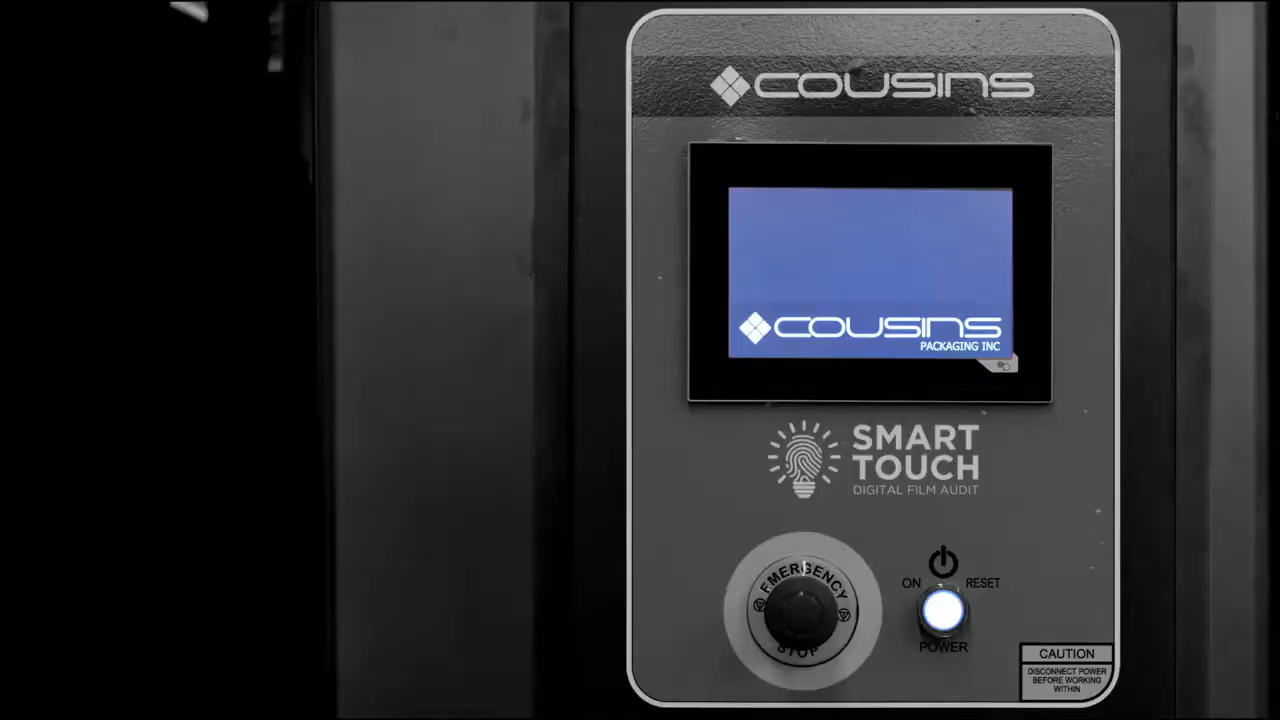 COUSINS
COUSINS
PACKAGING INC
SMART
TOUCH
DIGITAL FILM AUDIT
EMERGENCY
STOP
ON
RESET
POWER
CAUTION
DISCONNECT POWER
BEFORE WORKING
WITHIN